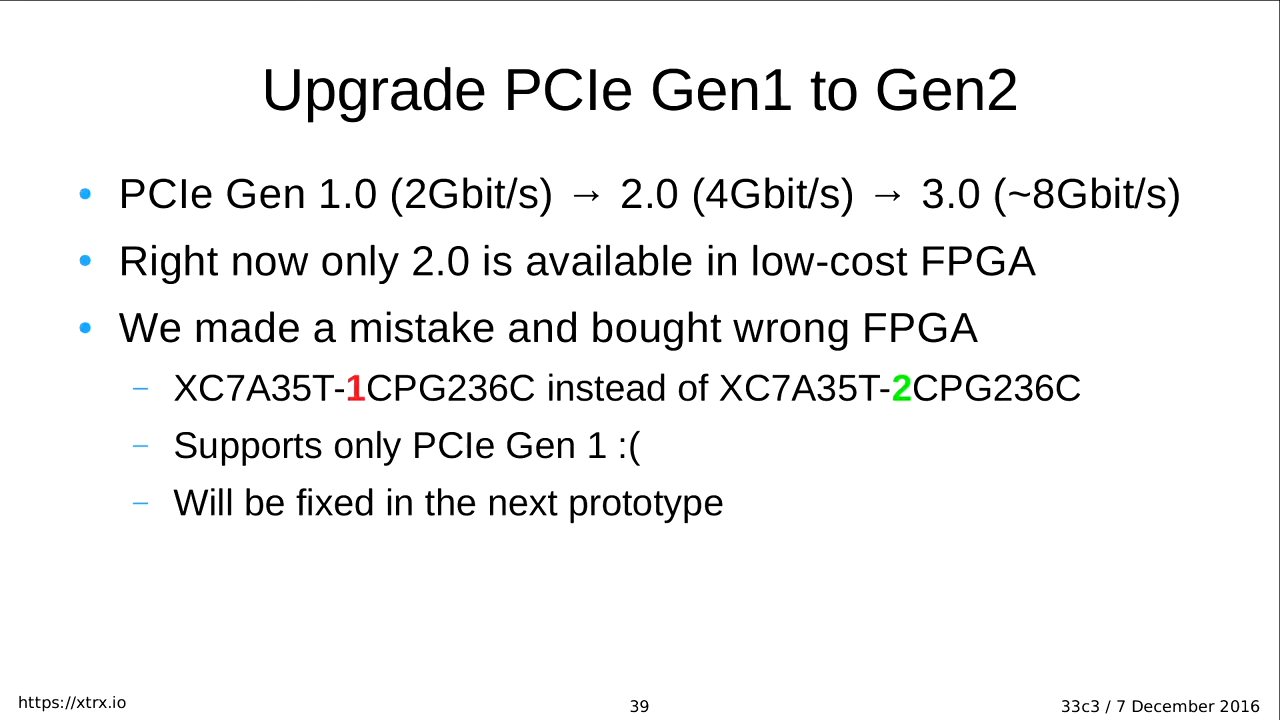 Upgrade PCIe Gen1 to Gen2
• PCIe Gen 1.0 (2Gbit/s) → 2.0 (4Gbit/s) → 3.0 (~8Gbit/s)
• Right now only 2.0 is available in low-cost FPGA
• We made a mistake and bought wrong FPGA
– XC7A35T-1CPG236C instead of XC7A35T-2CPG236C
– Supports only PCIe Gen 1 :(
– Will be fixed in the next prototype
https://xtrx.io
39
33c3 / 7 December 2016